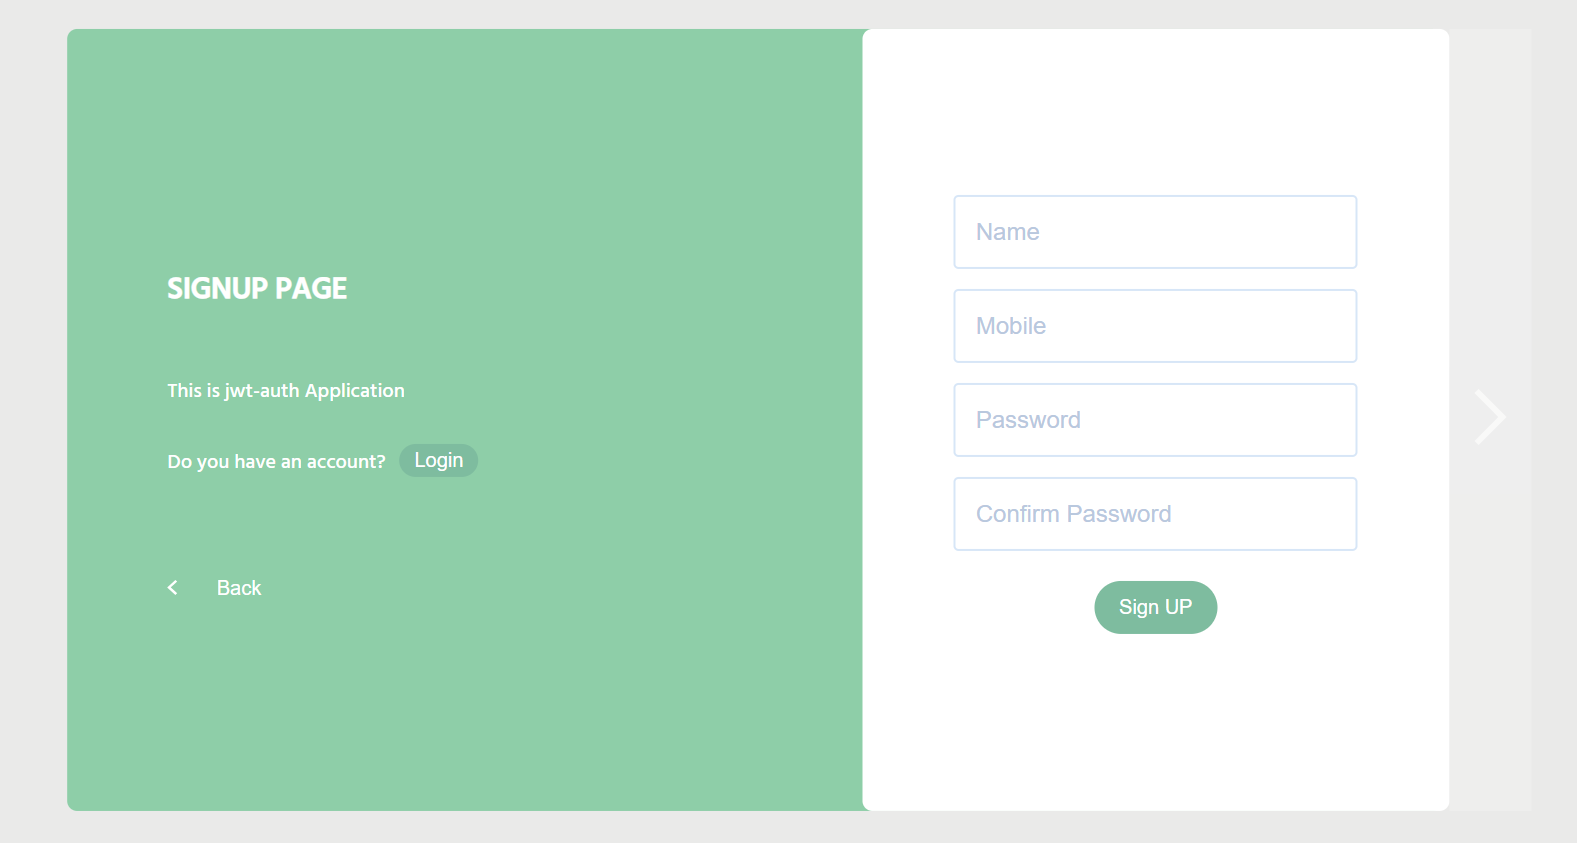 SIGNUP PAGE
This is jwt-auth Application
Do you have an account? Login
Back
Name
Mobile
Password
Confirm Password
Sign UP